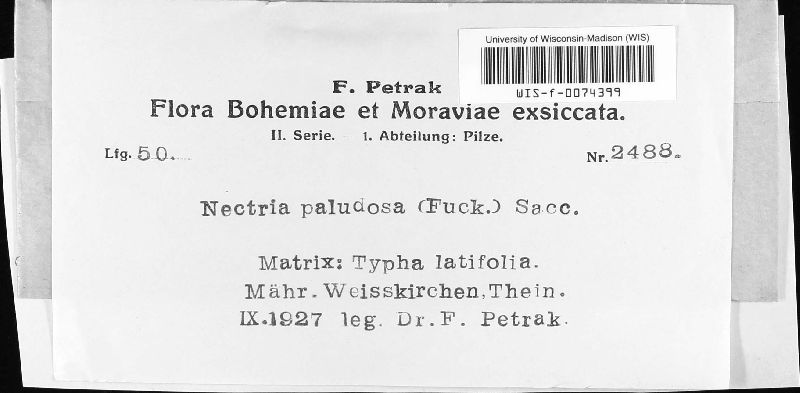 University of Wisconsin-Madison (WIS)
WIS-f-0074399
F. Petrak
Flora Bohemiae et Moraviae exsiccata.
II. Serie. 1. Abteilung: Pilze.
Lfg. 50.
Nr. 2488.
Nectria paludosa (Fuck.) Sacc.
Matrix: Typha latifolia.
Mähr. Weisskirchen, Thein.
IX.1927 leg. Dr. F. Petrak.